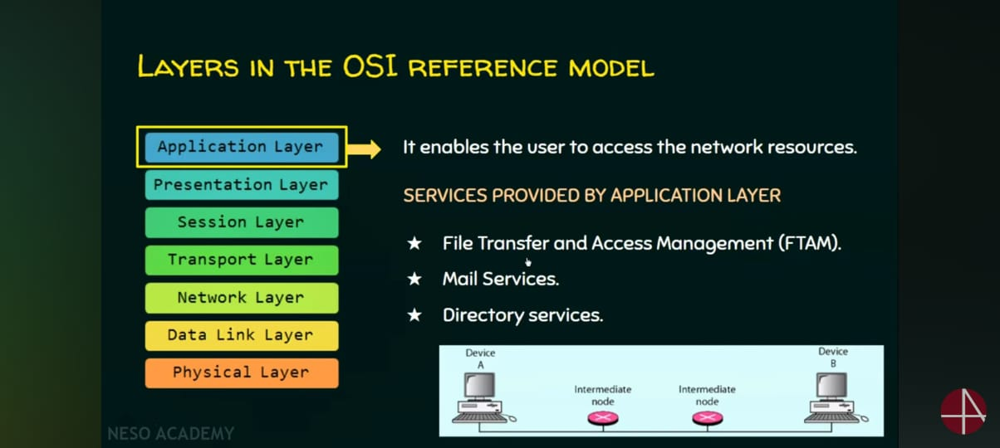 LAYERS IN THE OSI REFERENCE MODEL
Application Layer
Presentation Layer
Session Layer
Transport Layer
Network Layer
Data Link Layer
Physical Layer
It enables the user to access the network resources.
SERVICES PROVIDED BY APPLICATION LAYER
★ File Transfer and Access Management (FTAM).
★ Mail Services.
★ Directory services.
Device
A
Intermediate
node
Intermediate
node
Device
B
NESO ACADEMY